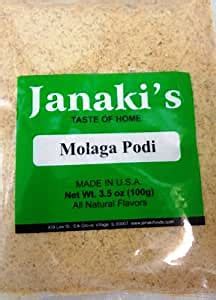 Janaki's
TASTE OF HOME
Molaga Podi
MADE IN U.S.A.
Net Wt. 3.5 oz (100g)
All Natural Flavors